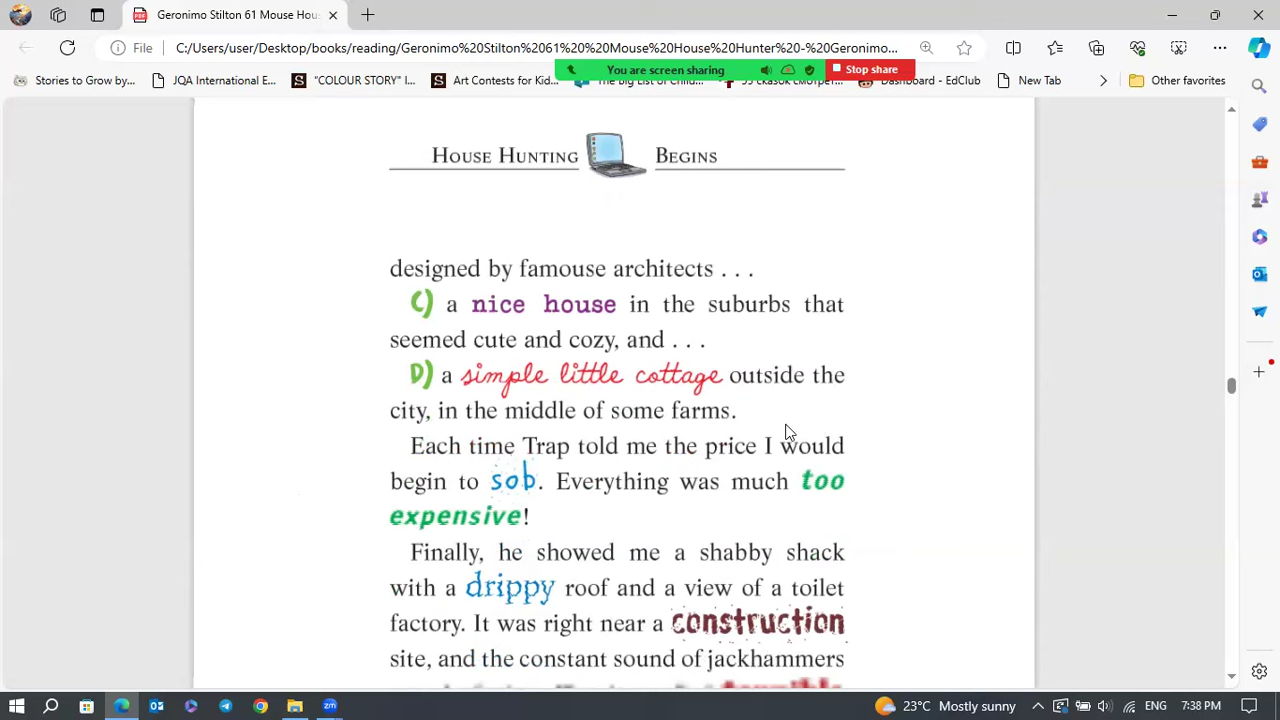 Geronimo Stilton 61 Mouse Hou
File
C:/Users/user/Desktop/books/reading/Geronimo%20Stilton%2061%20%20Mouse%20House%20Hunter%20-%20Geronimo...
You are screen sharing
Stop share
Stories to Grow by...
JQA International E...
"COLOUR STORY" I...
Art Contests for Kid...
The Big List of Child...
Dashboard - EdClub
New Tab
Other favorites
HOUSE HUNTING BEGINS
designed by famouse architects . . .
C) a nice house in the suburbs that
seemed cute and cozy, and . . .
D) a simple little cottage outside the
city, in the middle of some farms.
Each time Trap told me the price I would
begin to sob. Everything was much too
expensive!
Finally, he showed me a shabby shack
with a drippy roof and a view of a toilet
factory. It was right near a construction
site, and the constant sound of jackhammers
23°C Mostly sunny
ENG
7:38 PM